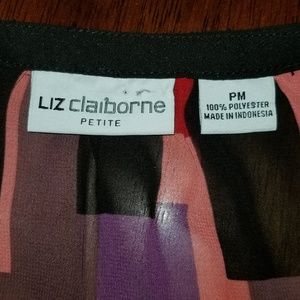 LIZ claiborne
PETITE
PM
100% POLYESTER
MADE IN INDONESIA